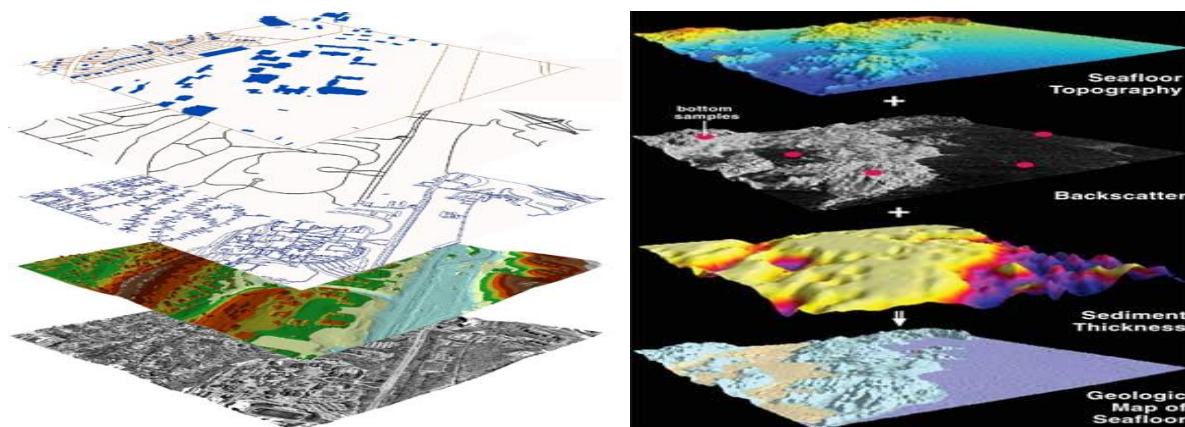 Seafloor
Topography
+
bottom
samples
Backscatter
+
Sediment
Thickness
⇓
Geologic
Map of
Seafloor